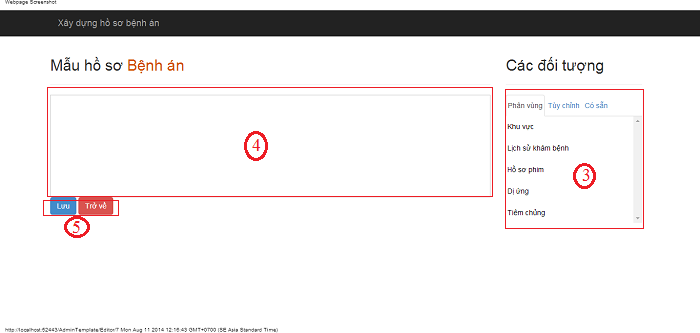 Webpage Screenshot
Xây dựng hồ sơ bệnh án
Mẫu hồ sơ Bệnh án
4
Lưu Trở về
5
Các đối tượng
Phân vùng Tùy chỉnh Có sẵn
Khu vực
Lịch sử khám bệnh
Hồ sơ phim
3
Dị ứng
Tiêm chủng
http://localhost:52443/AdminTemplate/Editor/7 Mon Aug 11 2014 12:16:43 GMT+0700 (SE Asia Standard Time)